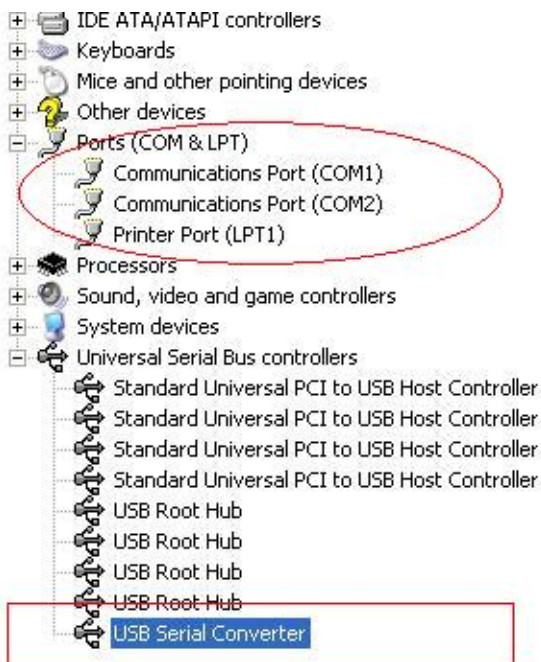 IDE ATA/ATAPI controllers
Keyboards
Mice and other pointing devices
Other devices
Ports (COM & LPT)
Communications Port (COM1)
Communications Port (COM2)
Printer Port (LPT1)
Processors
Sound, video and game controllers
System devices
Universal Serial Bus controllers
Standard Universal PCI to USB Host Controller
Standard Universal PCI to USB Host Controller
Standard Universal PCI to USB Host Controller
Standard Universal PCI to USB Host Controller
USB Root Hub
USB Root Hub
USB Root Hub
USB Root Hub
USB Serial Converter